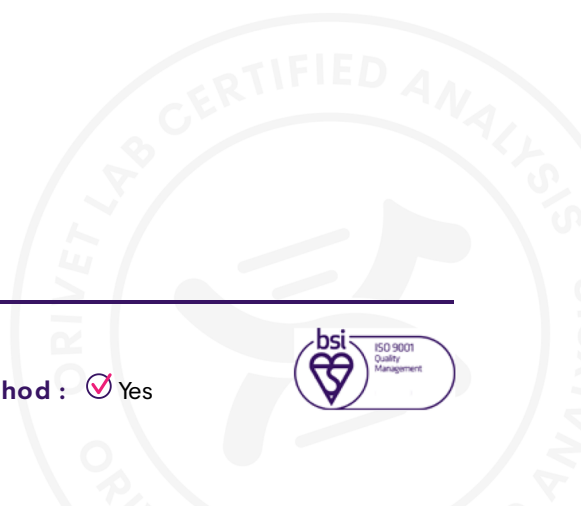 ORIVET LAB CERTIFIED ANALYSIS
bsi
ISO 9001
Quality
Management
hod : Yes